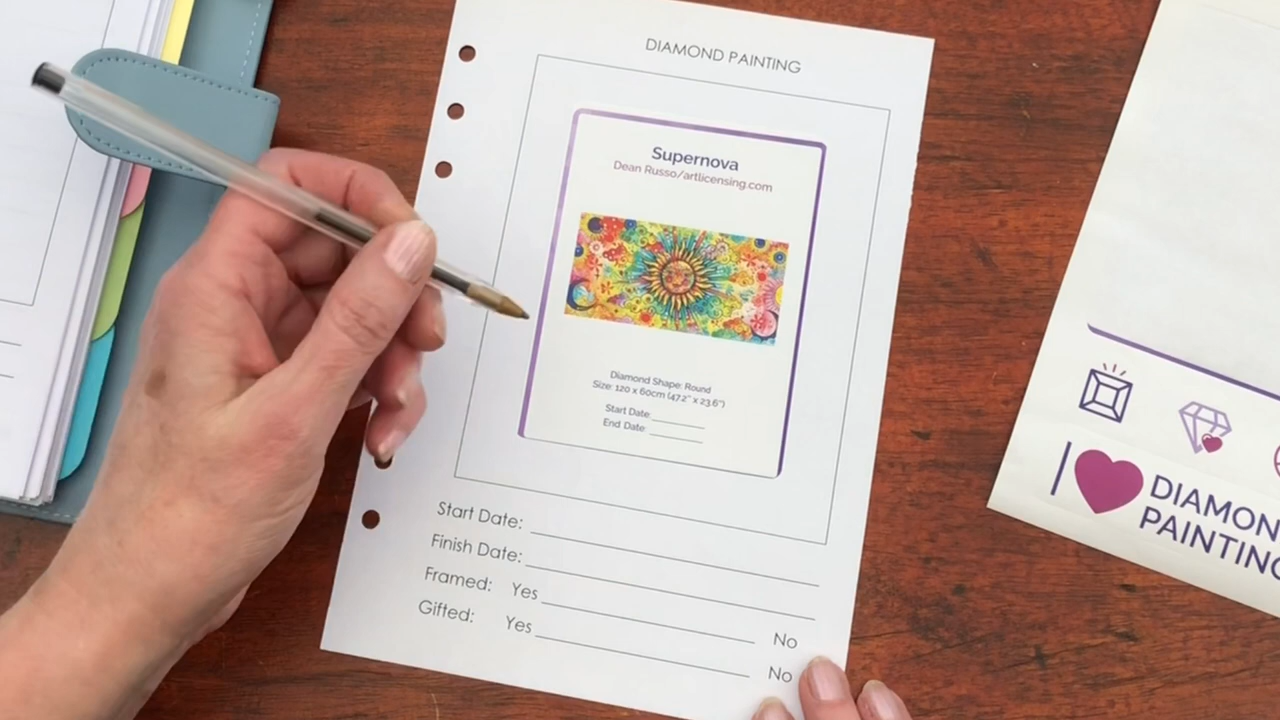 DIAMOND PAINTING
Supernova
Dean Russo/artlicensing.com
Diamond Shape: Round
Size: 120 x 60cm (47.2" x 23.6")
Start Date:
End Date:
Start Date:
Finish Date:
Framed: Yes No
Gifted: Yes No
DIAMON
PAINTING